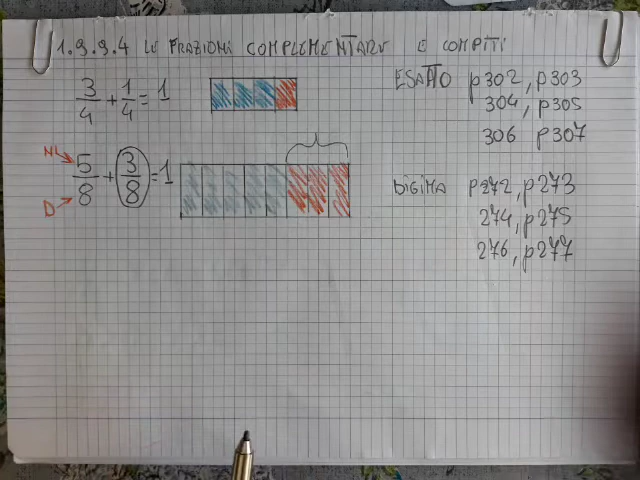 1.9.9.4 LE FRAZIONI COMPLEMENTARI E COMPITI
3/4 + 1/4 = 1
ESATTO p302, p303
304, p305
306 p307
N
5/8 + 3/8 = 1
D
p272, p273
274, p275
276, p277